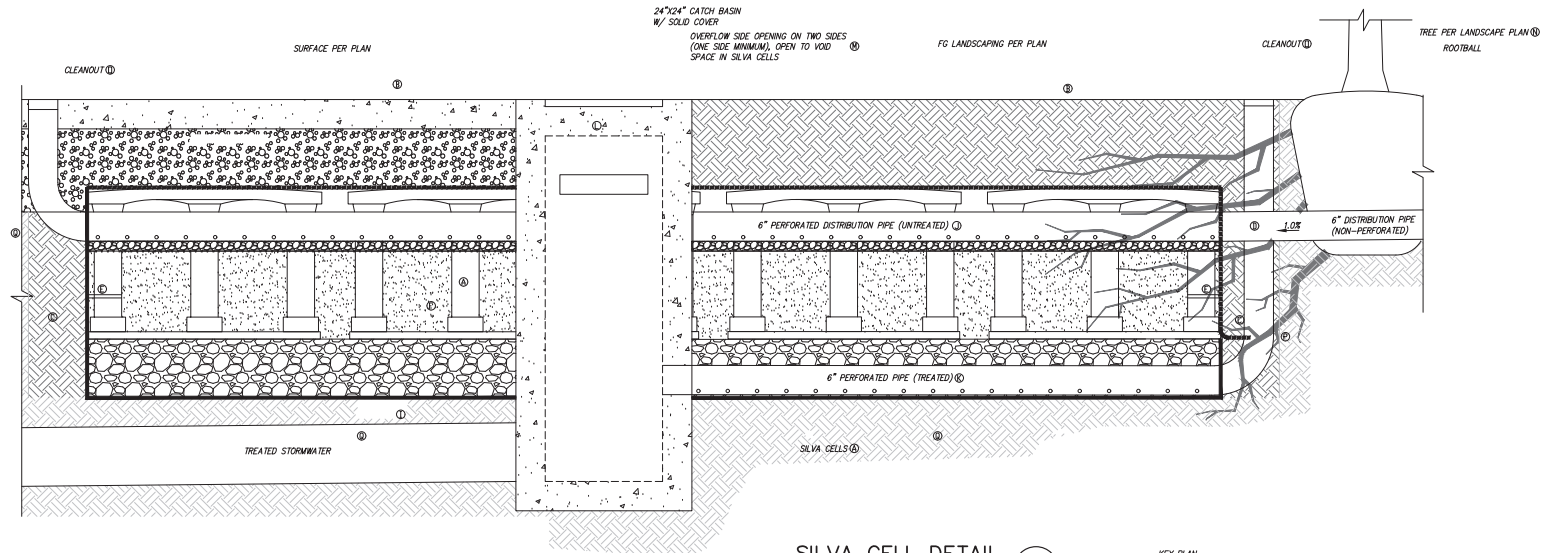 24"X24" CATCH BASIN
W/ SOLID COVER
OVERFLOW SIDE OPENING ON TWO SIDES
(ONE SIDE MINIMUM), OPEN TO VOID
SPACE IN SILVA CELLS
M
SURFACE PER PLAN
FG LANDSCAPING PER PLAN
CLEANOUT
TREE PER LANDSCAPE PLAN N
ROOTBALL
CLEANOUT
B
B
L
6" PERFORATED DISTRIBUTION PIPE (UNTREATED) J
D
1.0%
6" DISTRIBUTION PIPE
(NON-PERFORATED)
A
E
E
F
P
6" PERFORATED PIPE (TREATED) K
I
TREATED STORMWATER
SILVA CELLS A
SILVA CELL DETAIL
KEY PLAN